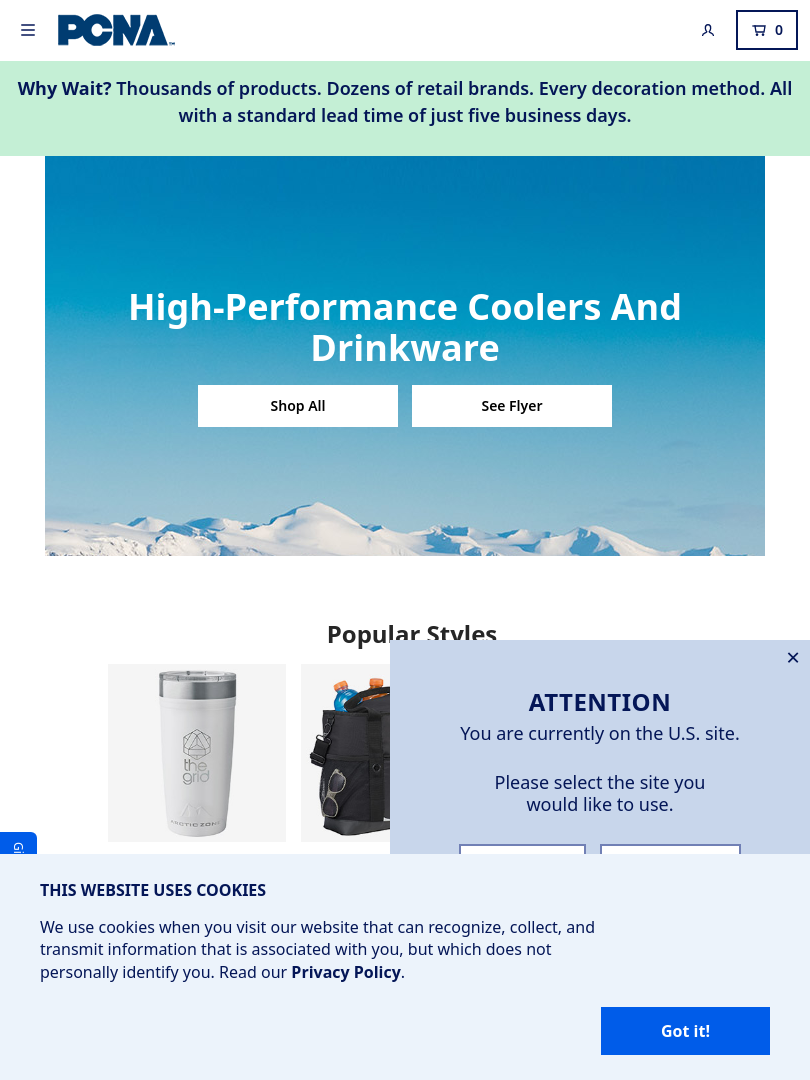 PCNA
0
Why Wait? Thousands of products. Dozens of retail brands. Every decoration method. All
with a standard lead time of just five business days.
High-Performance Coolers And
Drinkware
Shop All
See Flyer
Popular Styles
the
grid
ARCTIC ZONE
ATTENTION
You are currently on the U.S. site.
Please select the site you
would like to use.
THIS WEBSITE USES COOKIES
We use cookies when you visit our website that can recognize, collect, and
transmit information that is associated with you, but which does not
personally identify you. Read our Privacy Policy.
Got it!